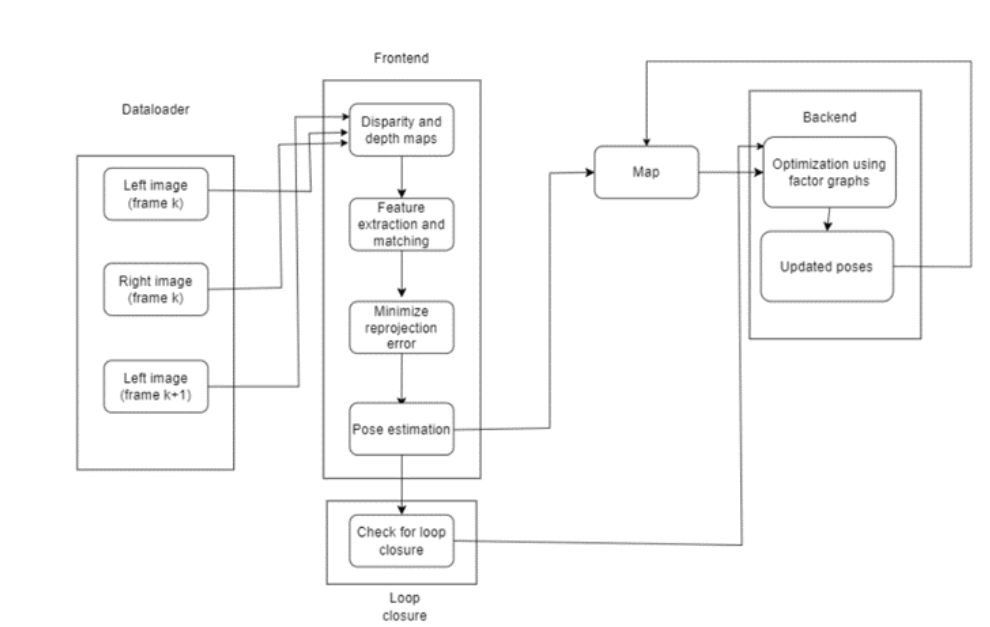 Frontend
Dataloader
Disparity and
depth maps
Backend
Left image
(frame k)
Map
Optimization using
factor graphs
Feature
extraction and
matching
Right image
(frame k)
Updated poses
Minimize
reprojection
error
Left image
(frame k+1)
Pose estimation
Check for loop
closure
Loop
closure